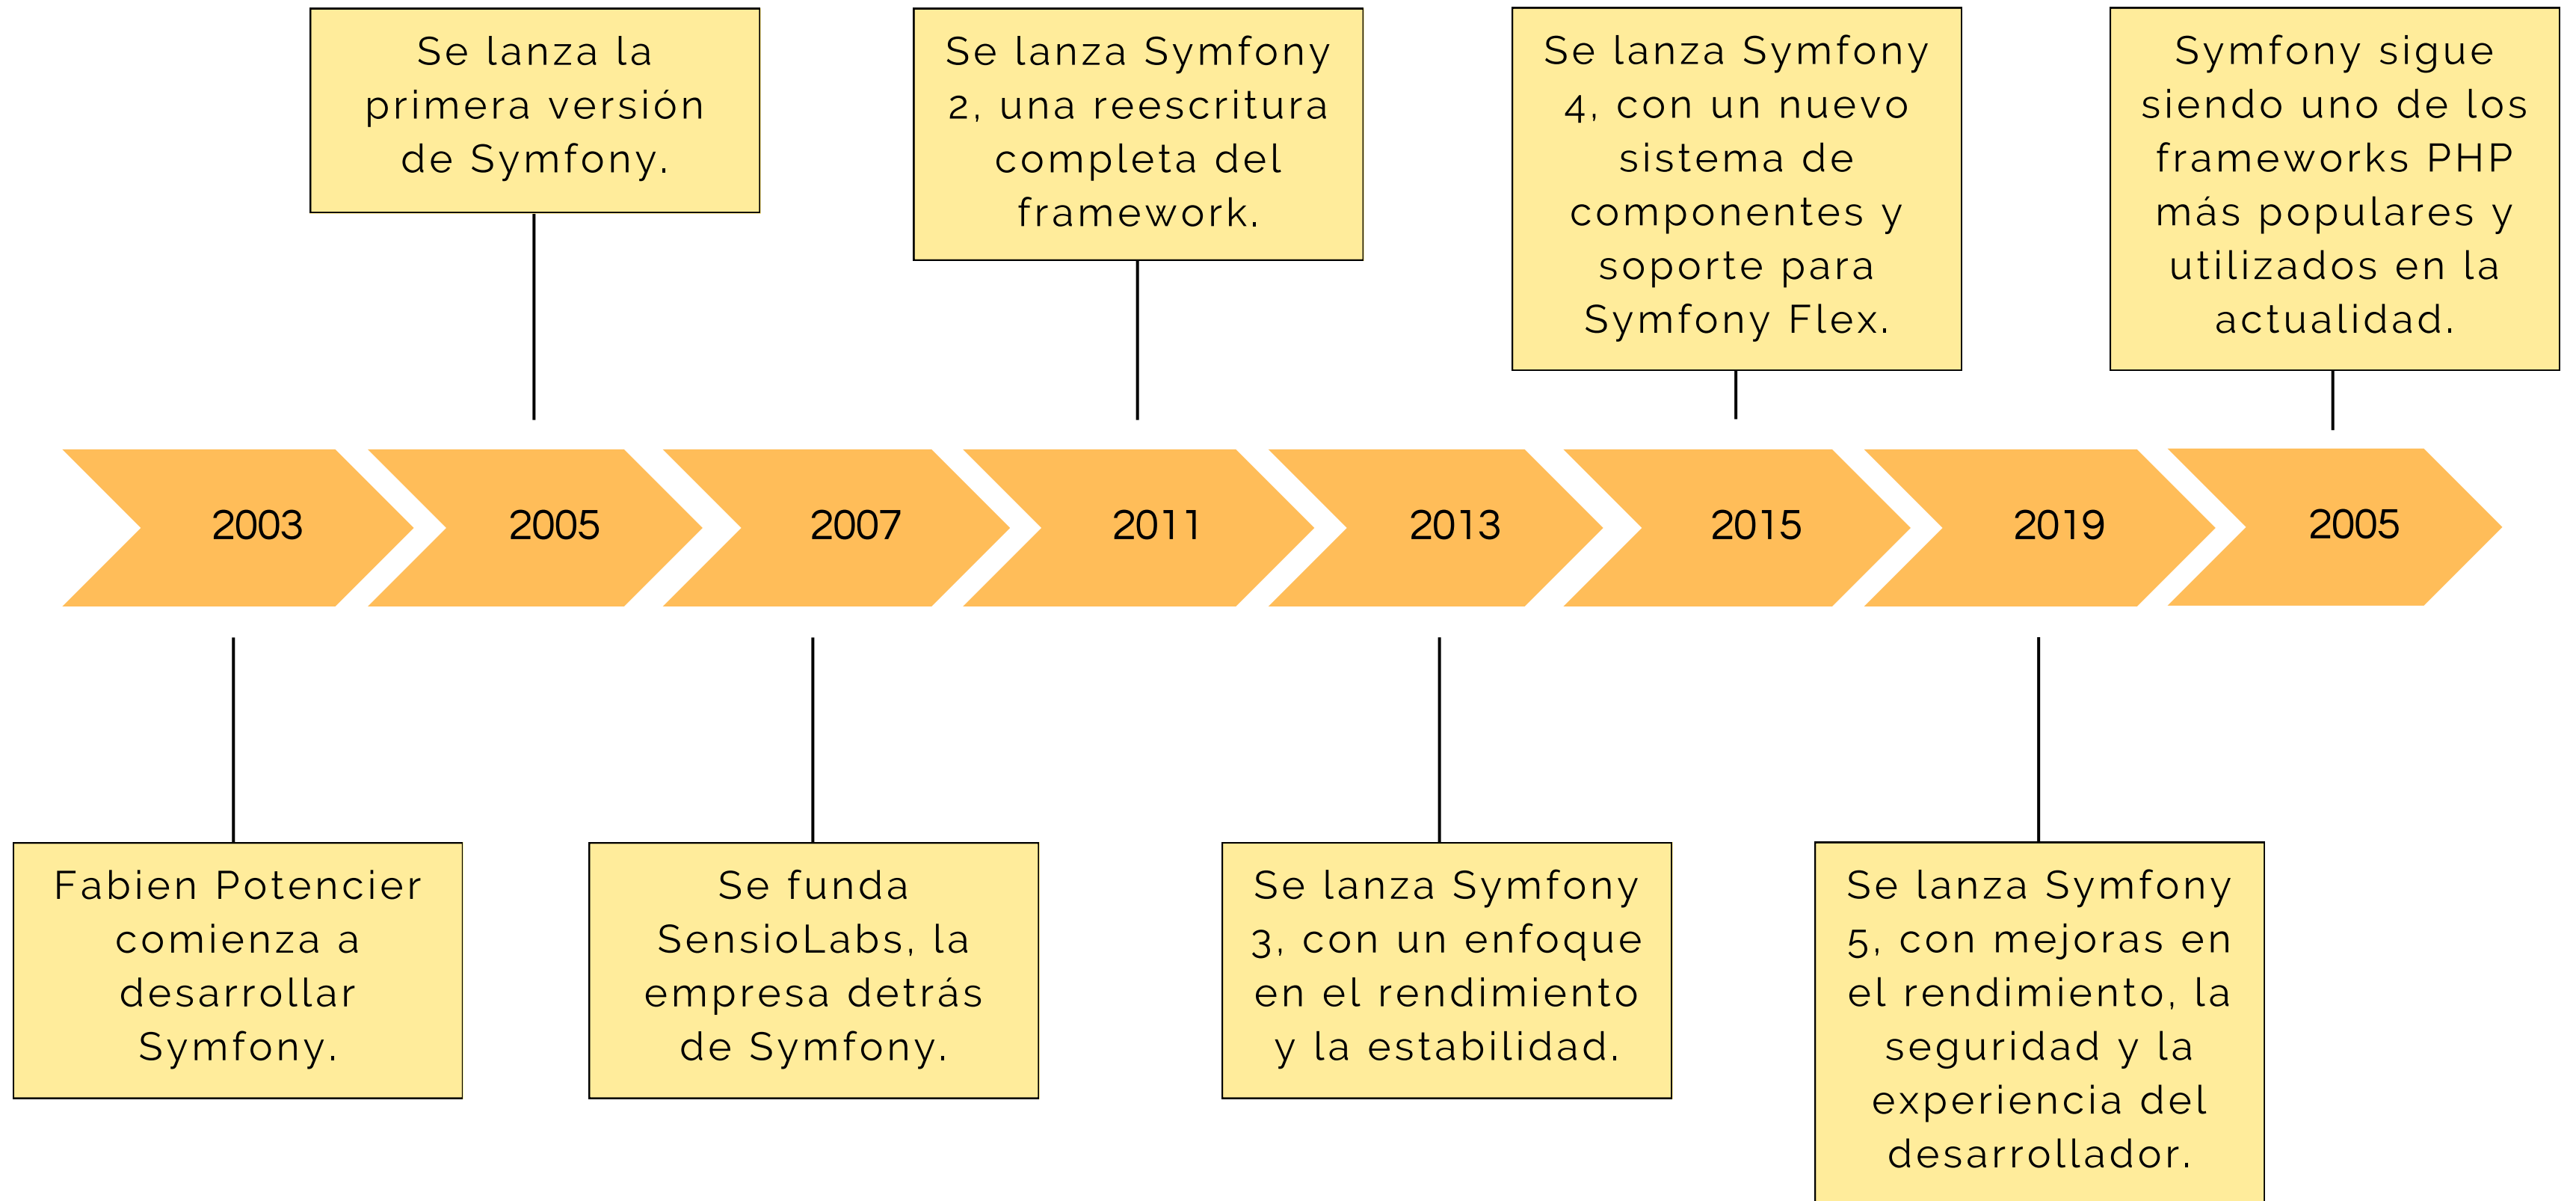 Se lanza la
primera versión
de Symfony.
Se lanza Symfony
2, una reescritura
completa del
framework.
Se lanza Symfony
4, con un nuevo
sistema de
componentes y
soporte para
Symfony Flex.
Symfony sigue
siendo uno de los
frameworks PHP
más populares y
utilizados en la
actualidad.
2003
2005
2007
2011
2013
2015
2019
2005
Fabien Potencier
comienza a
desarrollar
Symfony.
Se funda
SensioLabs, la
empresa detrás
de Symfony.
Se lanza Symfony
3, con un enfoque
en el rendimiento
y la estabilidad.
Se lanza Symfony
5, con mejoras en
el rendimiento, la
seguridad y la
experiencia del
desarrollador.